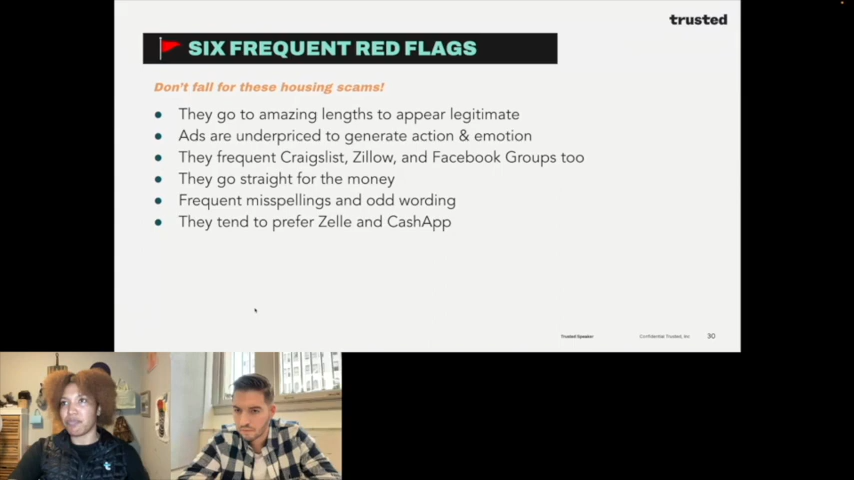 trusted
SIX FREQUENT RED FLAGS
Don't fall for these housing scams!
They go to amazing lengths to appear legitimate
Ads are underpriced to generate action & emotion
They frequent Craigslist, Zillow, and Facebook Groups too
They go straight for the money
Frequent misspellings and odd wording
They tend to prefer Zelle and CashApp
Trusted Speaker
Confidential Trusted, Inc
30